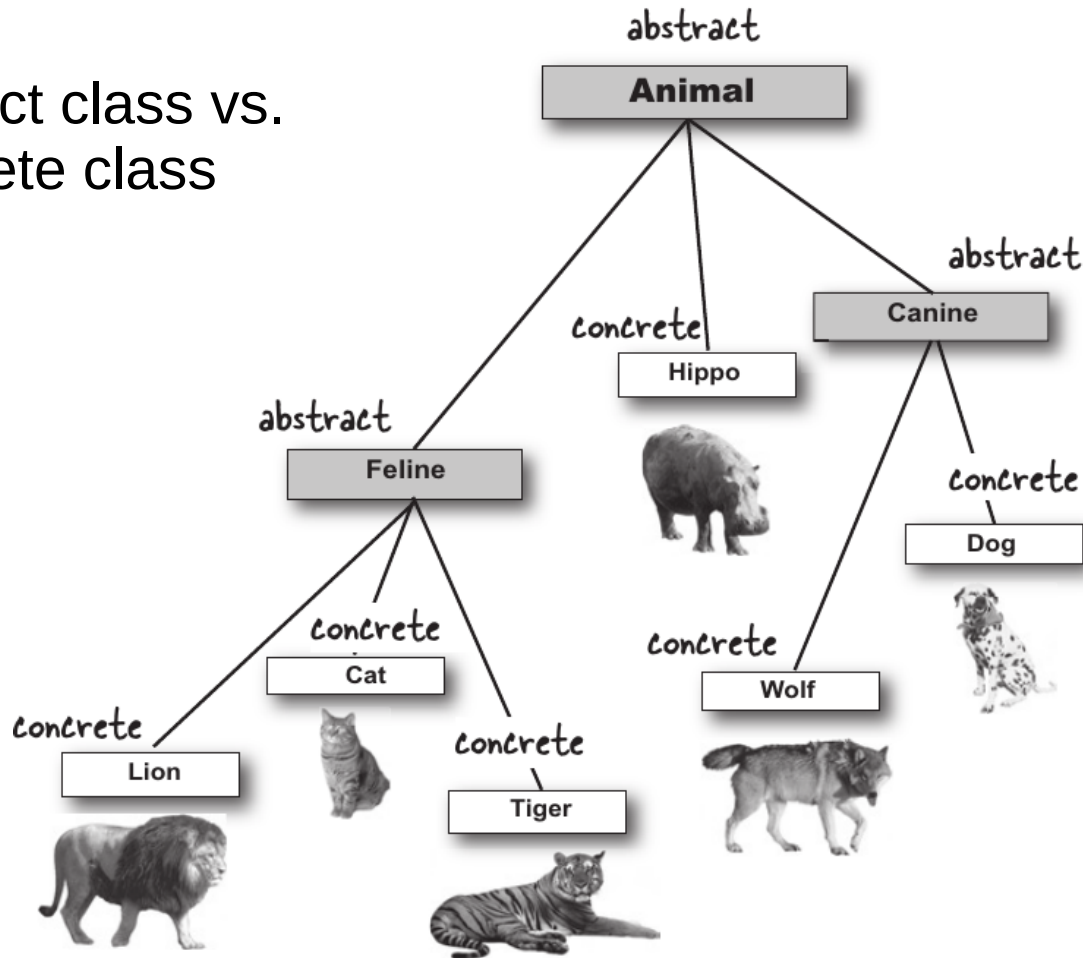 ct class vs.
ete class
abstract
Animal
abstract
Canine
concrete
Hippo
abstract
Feline
concrete
Dog
concrete
Cat
concrete
Wolf
concrete
Lion
concrete
Tiger